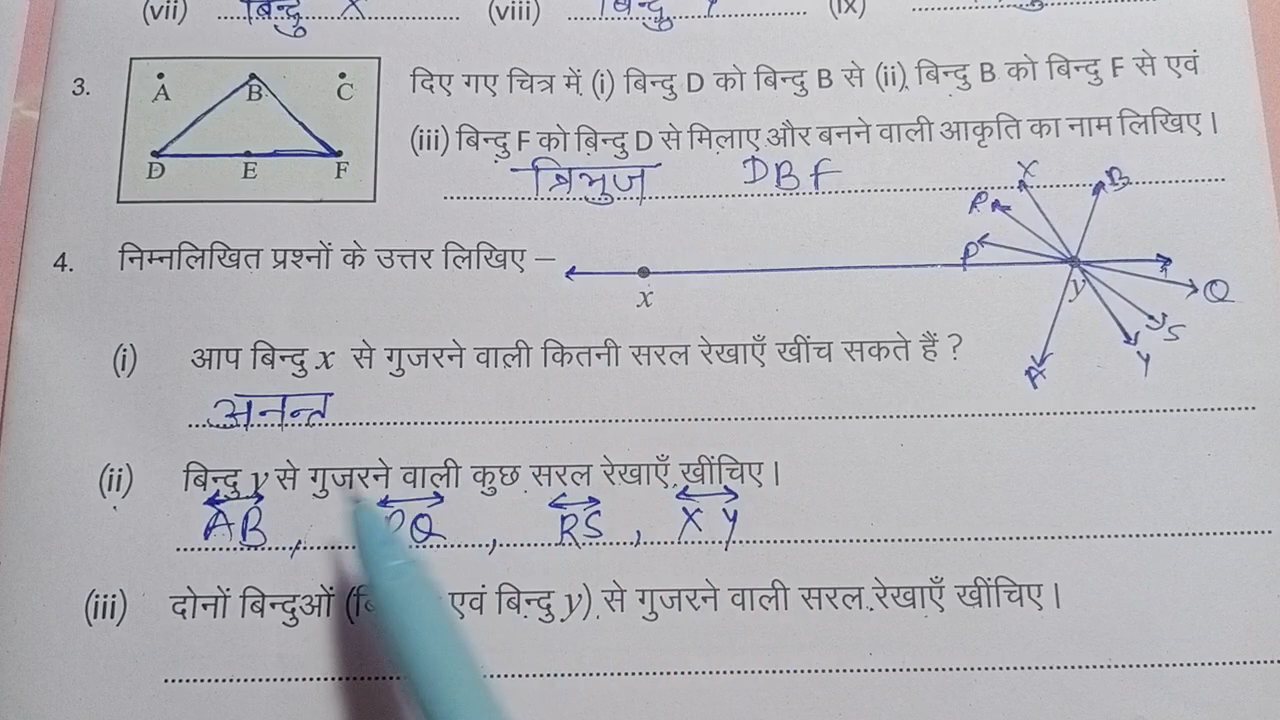 (vii) बिन्दु X (viii) बिन्दु Y (ix)
3. A B C दिए गए चित्र में (i) बिन्दु D को बिन्दु B से (ii) बिन्दु B को बिन्दु F से एवं
(iii) बिन्दु F को बिन्दु D से मिलाए और बनने वाली आकृति का नाम लिखिए।
D E F त्रिभुज DBF
X B
R
P
4. निम्नलिखित प्रश्नों के उत्तर लिखिए –
x y Q
S
Y
A
(i) आप बिन्दु x से गुजरने वाली कितनी सरल रेखाएँ खींच सकते हैं ?
अनन्त
(ii) बिन्दु y से गुजरने वाली कुछ सरल रेखाएँ खींचिए।
AB, PQ, RS, XY
(iii) दोनों बिन्दुओं ( एवं बिन्दु y) से गुजरने वाली सरल रेखाएँ खींचिए।